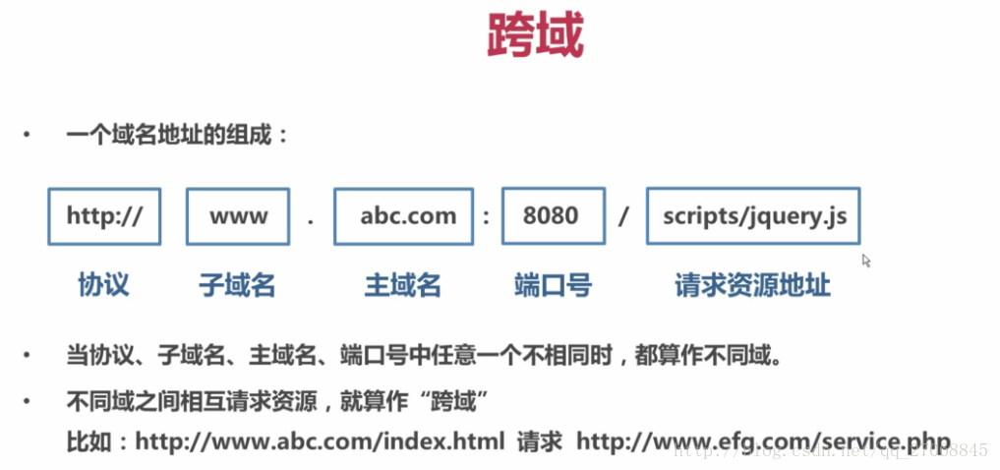 跨域
• 一个域名地址的组成：
http:// www . abc.com : 8080 / scripts/jquery.js
协议 子域名 主域名 端口号 请求资源地址
• 当协议、子域名、主域名、端口号中任意一个不相同时，都算作不同域。
• 不同域之间相互请求资源，就算作“跨域”
比如：http://www.abc.com/index.html 请求 http://www.efg.com/service.php
http://blog.csdn.net/qq_27068845